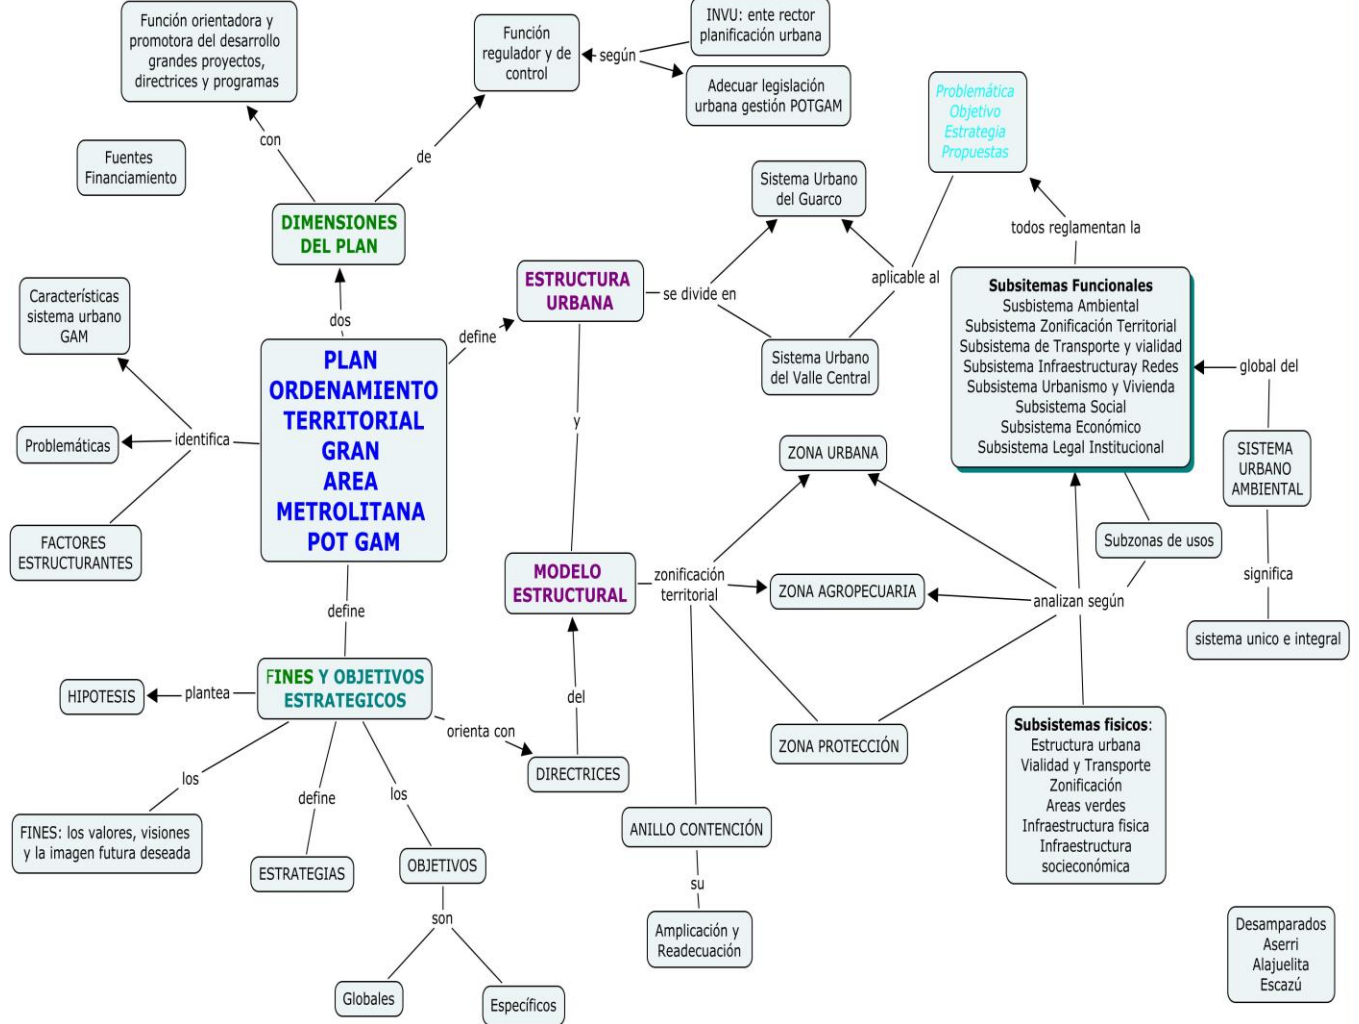 Función orientadora y
promotora del desarrollo
grandes proyectos,
directrices y programas
Función
regulador y de
control
según
INVU: ente rector
planificación urbana
Adecuar legislación
urbana gestión POTGAM
Problemática
Objetivo
Estrategia
Propuestas
Fuentes
Financiamiento
con
de
DIMENSIONES
DEL PLAN
Sistema Urbano
del Guarco
todos reglamentan la
Características
sistema urbano
GAM
dos
ESTRUCTURA
URBANA
se divide en
aplicable al
define
Sistema Urbano
del Valle Central
Subsitemas Funcionales
Susbistema Ambiental
Subsistema Zonificación Territorial
Subsistema de Transporte y vialidad
Subsistema Infraestructuray Redes
Subsistema Urbanismo y Vivienda
Subsistema Social
Subsistema Económico
Subsistema Legal Institucional
global del
PLAN
ORDENAMIENTO
TERRITORIAL
GRAN
AREA
METROLITANA
POT GAM
Problemáticas
identifica
y
ZONA URBANA
SISTEMA
URBANO
AMBIENTAL
FACTORES
ESTRUCTURANTES
Subzonas de usos
MODELO
ESTRUCTURAL
zonificación
territorial
ZONA AGROPECUARIA
analizan según
significa
sistema unico e integral
define
FINES Y OBJETIVOS
ESTRATEGICOS
HIPOTESIS
plantea
orienta con
del
DIRECTRICES
ZONA PROTECCIÓN
Subsistemas fisicos:
Estructura urbana
Vialidad y Transporte
Zonificación
Areas verdes
Infraestructura fisica
Infraestructura
socieconómica
los
define
los
FINES: los valores, visiones
y la imagen futura deseada
ESTRATEGIAS
OBJETIVOS
ANILLO CONTENCIÓN
su
Amplicación y
Readecuación
son
Globales
Específicos
Desamparados
Aserri
Alajuelita
Escazú